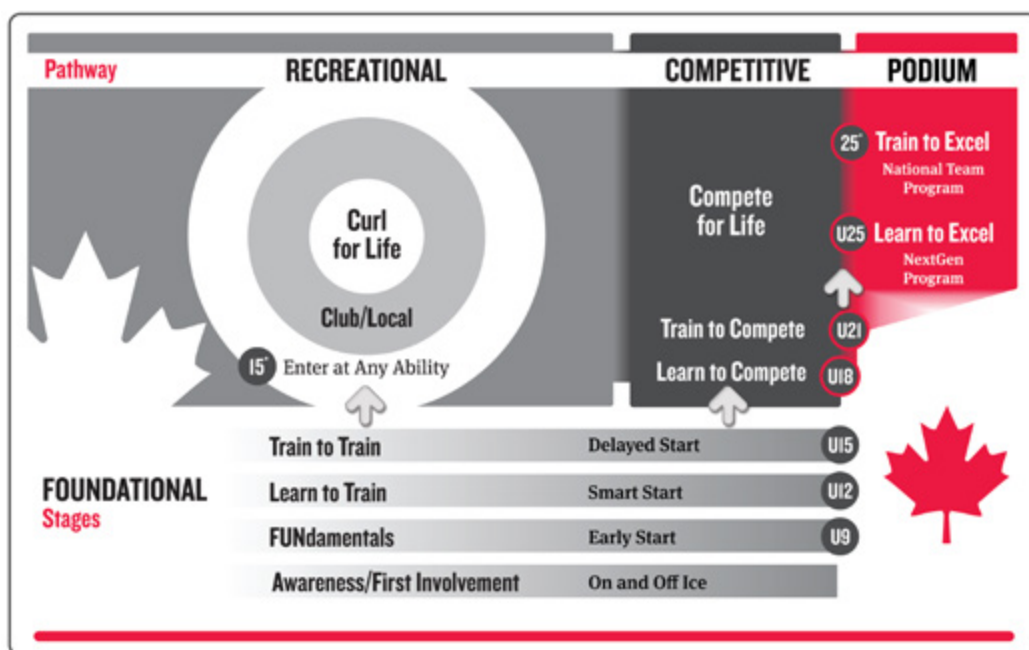 Pathway
RECREATIONAL
COMPETITIVE
PODIUM
Curl
for Life
Club/Local
15+ Enter at Any Ability
Compete
for Life
Train to Compete
U21
Learn to Compete
U18
25+ Train to Excel
National Team
Program
U25 Learn to Excel
NextGen
Program
FOUNDATIONAL
Stages
Train to Train
Delayed Start
U15
Learn to Train
Smart Start
U12
FUNdamentals
Early Start
U9
Awareness/First Involvement
On and Off Ice